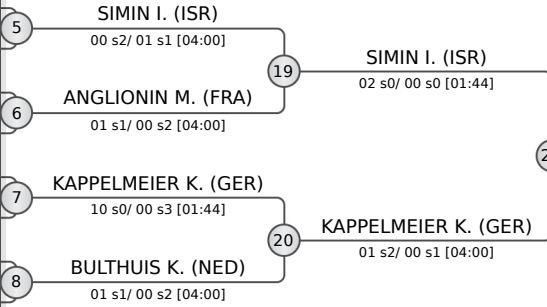 SIMIN I. (ISR)
5
00 s2/ 01 s1 [04:00]
SIMIN I. (ISR)
19
02 s0/ 00 s0 [01:44]
ANGLIONIN M. (FRA)
6
01 s1/ 00 s2 [04:00]
KAPPELMEIER K. (GER)
7
10 s0/ 00 s3 [01:44]
KAPPELMEIER K. (GER)
20
01 s2/ 00 s1 [04:00]
BULTHUIS K. (NED)
8
01 s1/ 00 s2 [04:00]